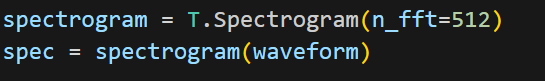 spectrogram = T.Spectrogram(n_fft=512)
spec = spectrogram(waveform)